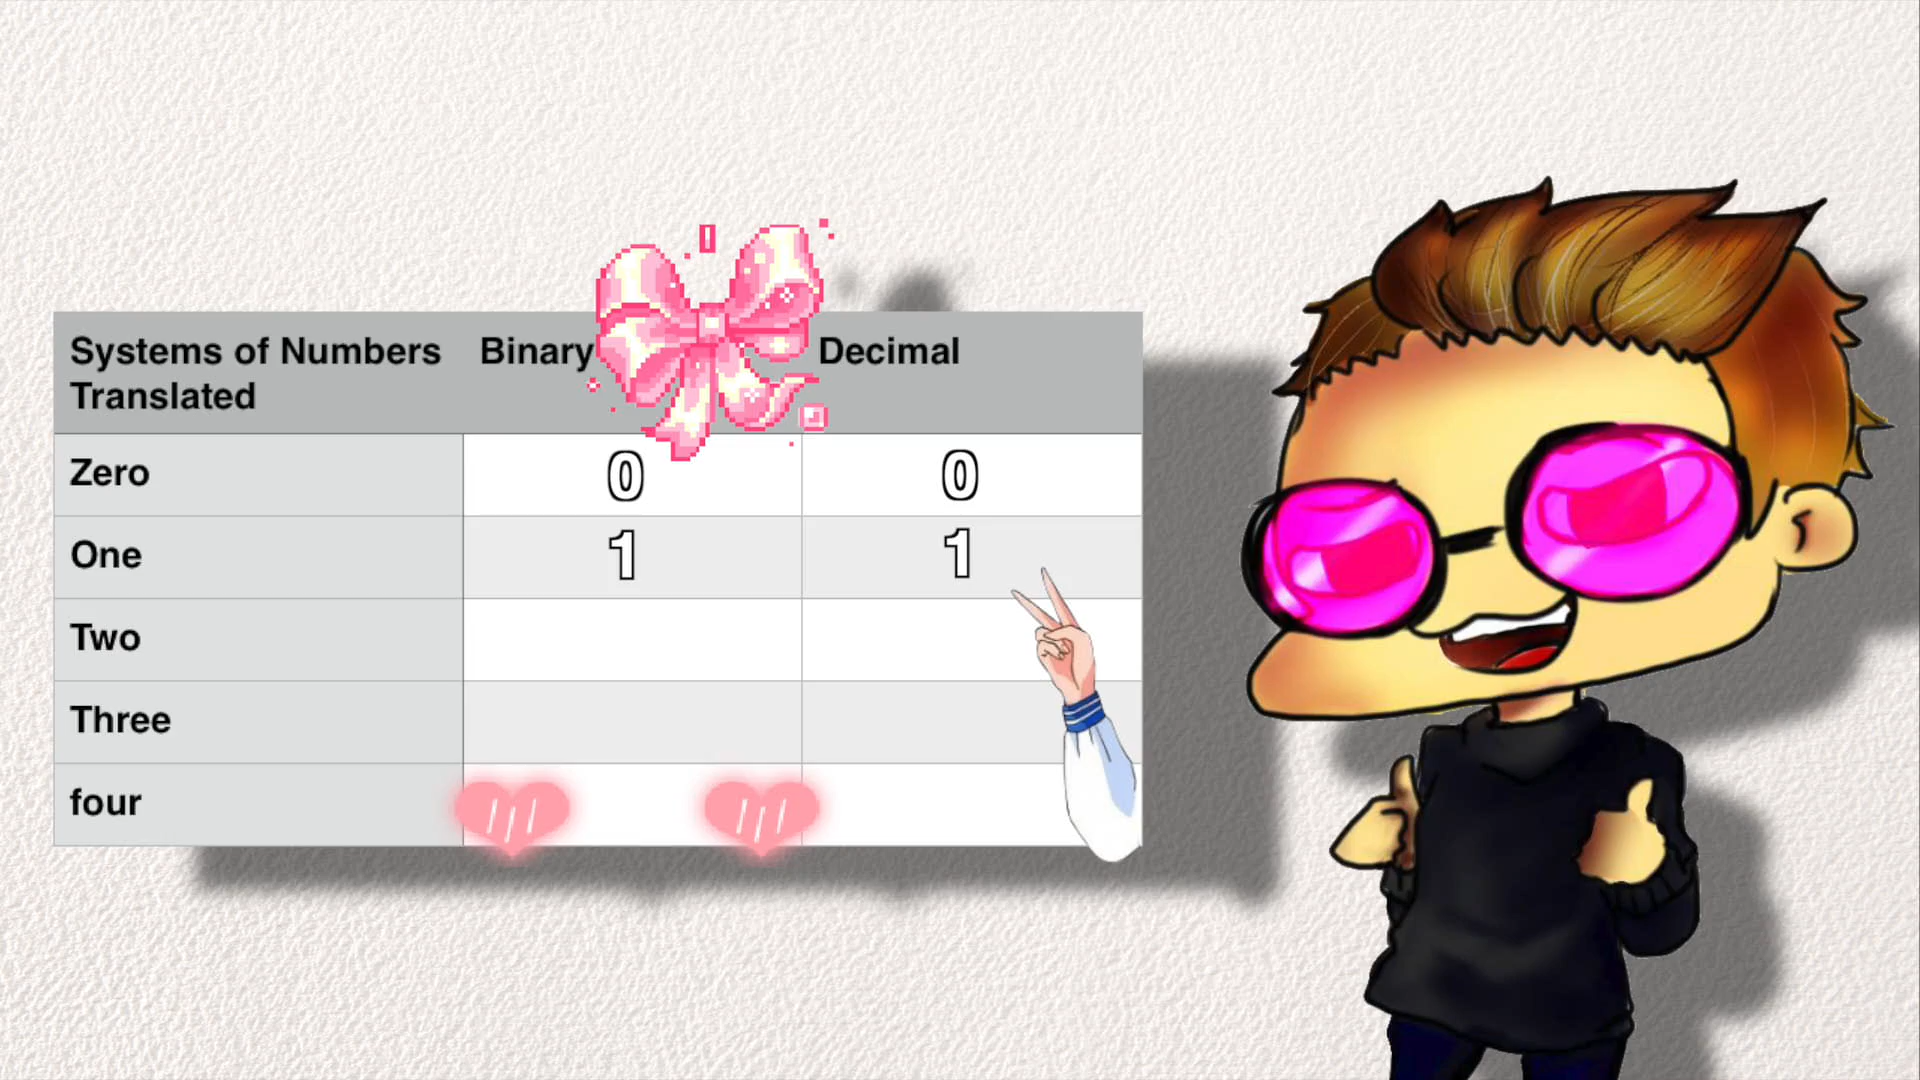 Systems of Numbers Binary Decimal
Translated
Zero 0 0
One 1 1
Two
Three
four